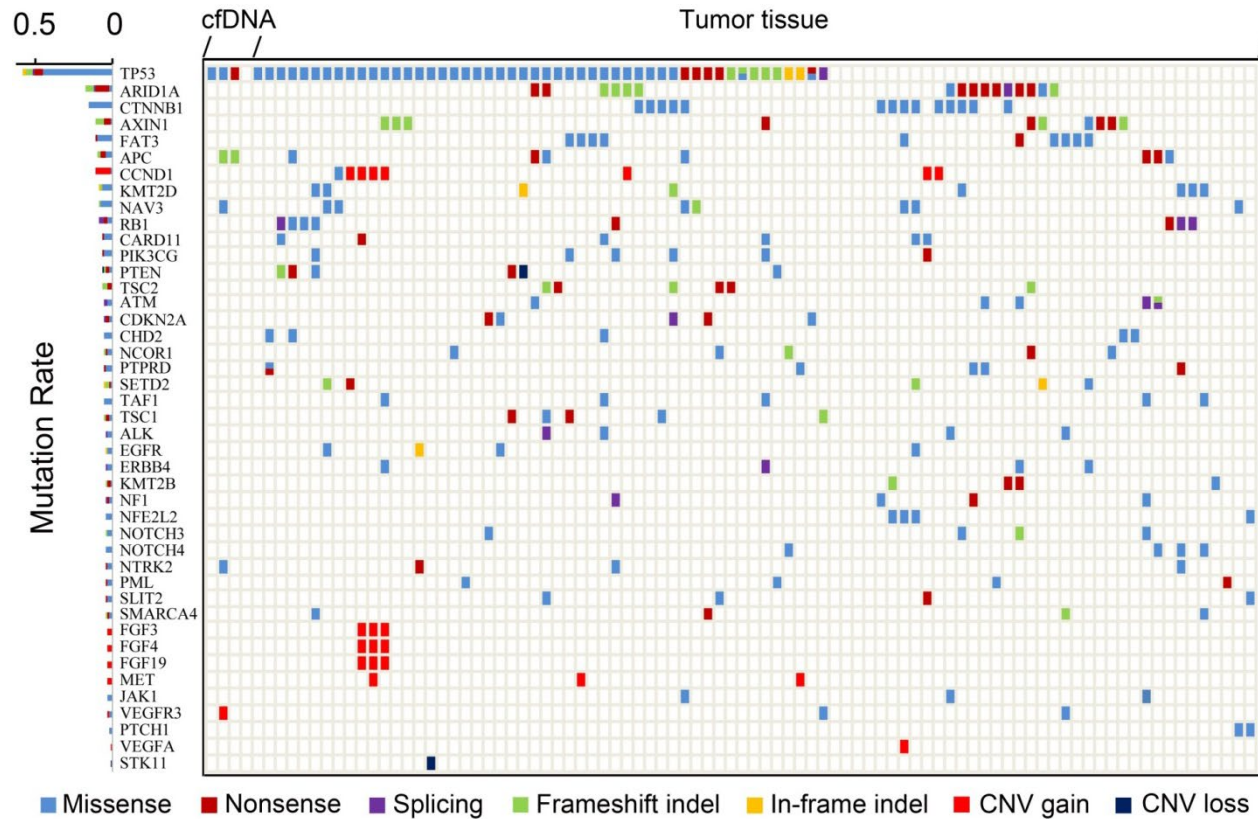 0.5 0 cfDNA Tumor tissue
TP53
ARID1A
CTNNB1
AXIN1
FAT3
APC
CCND1
KMT2D
NAV3
RB1
CARD11
PIK3CG
PTEN
TSC2
ATM
CDKN2A
CHD2
NCOR1
PTPRD
SETD2
TAF1
TSC1
ALK
EGFR
ERBB4
KMT2B
NF1
NFE2L2
NOTCH3
NOTCH4
NTRK2
PML
SLIT2
SMARCA4
FGF3
FGF4
FGF19
MET
JAK1
VEGFR3
PTCH1
VEGFA
STK11
Mutation Rate
Missense Nonsense Splicing Frameshift indel In-frame indel CNV gain CNV loss